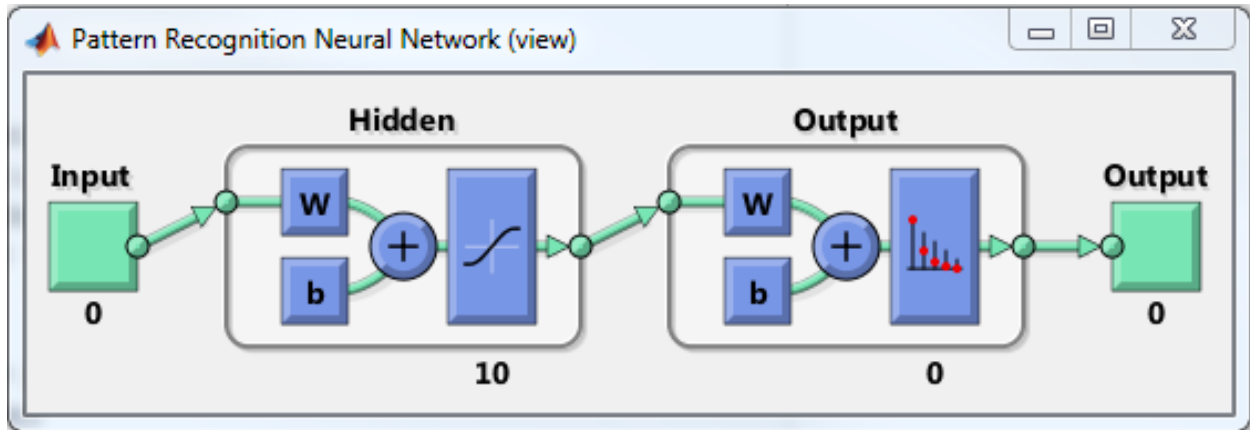 Pattern Recognition Neural Network (view)
Hidden
Output
Input
Output
W
W
b
b
0
10
0
0